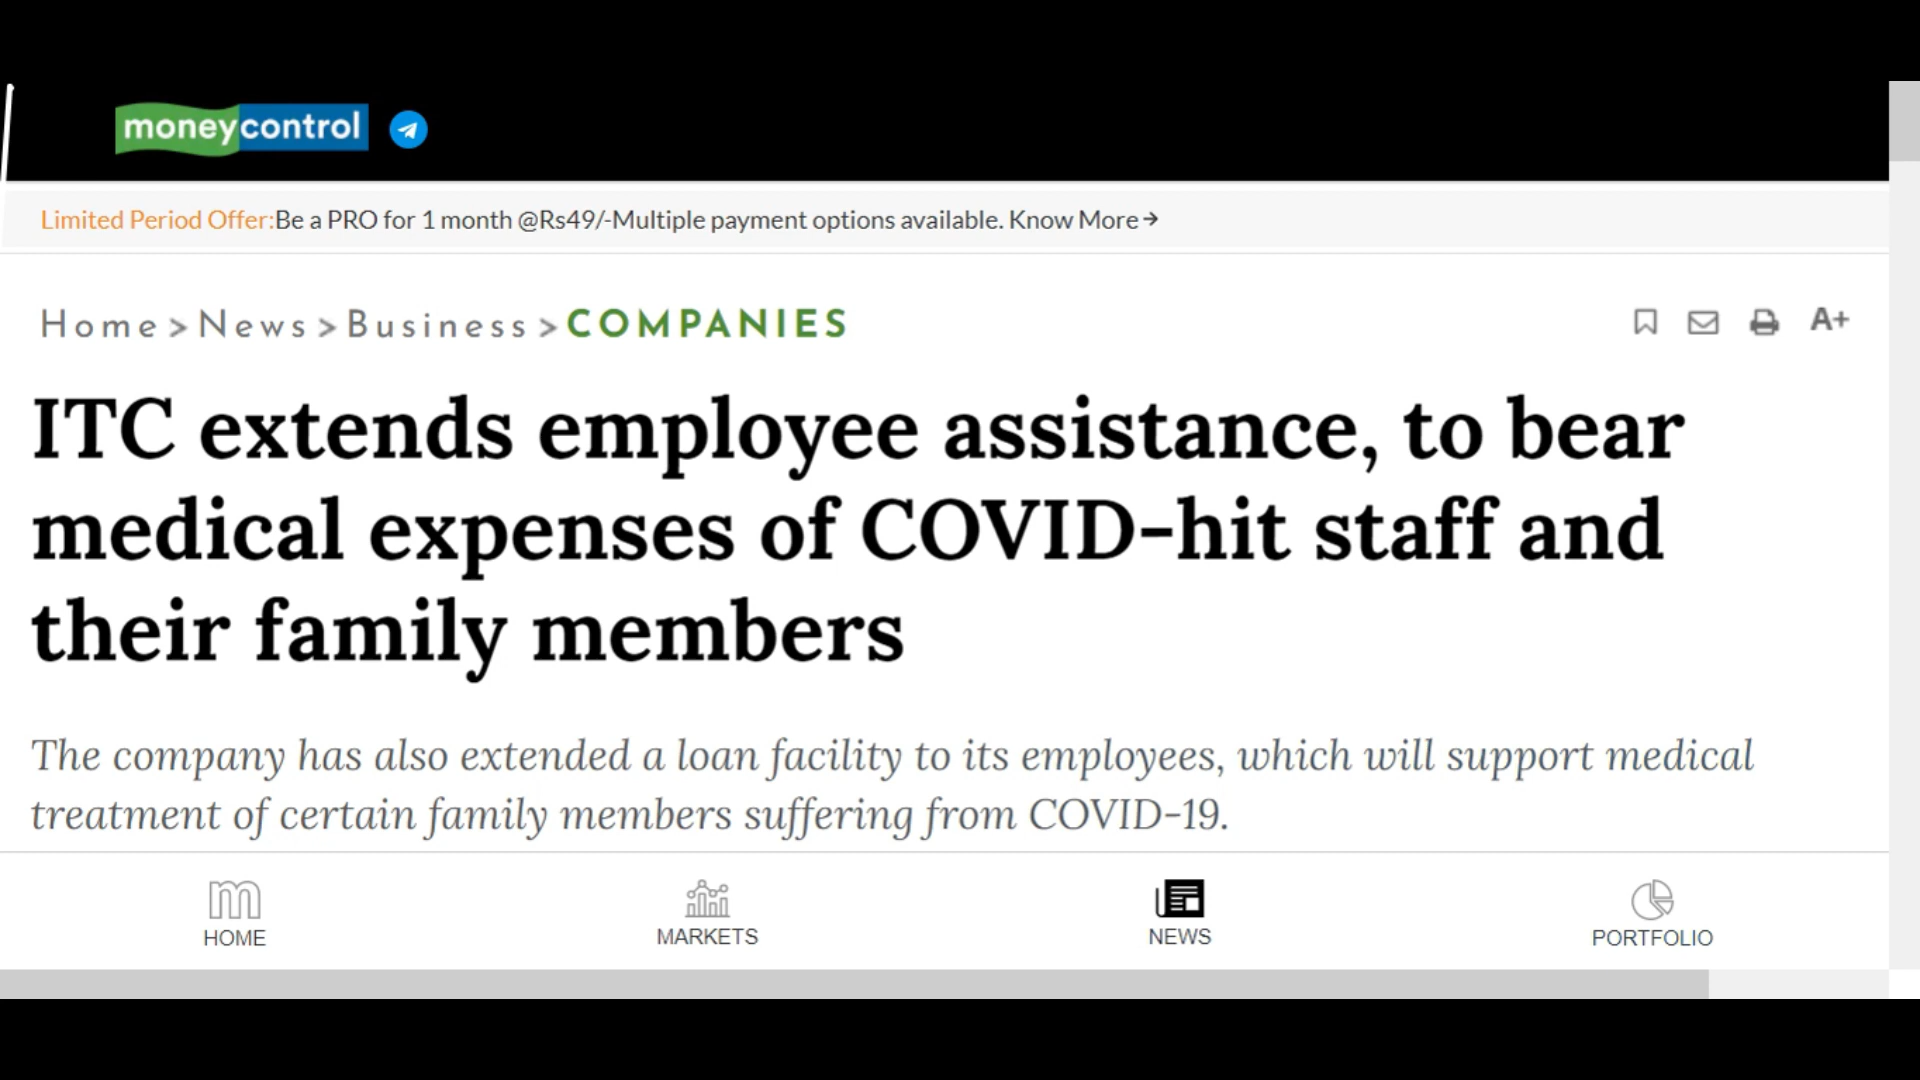 moneycontrol
Limited Period Offer:Be a PRO for 1 month @Rs49/-Multiple payment options available. Know More→
Home > News > Business > COMPANIES
A+
ITC extends employee assistance, to bear
medical expenses of COVID-hit staff and
their family members
The company has also extended a loan facility to its employees, which will support medical
treatment of certain family members suffering from COVID-19.
m
HOME MARKETS NEWS PORTFOLIO